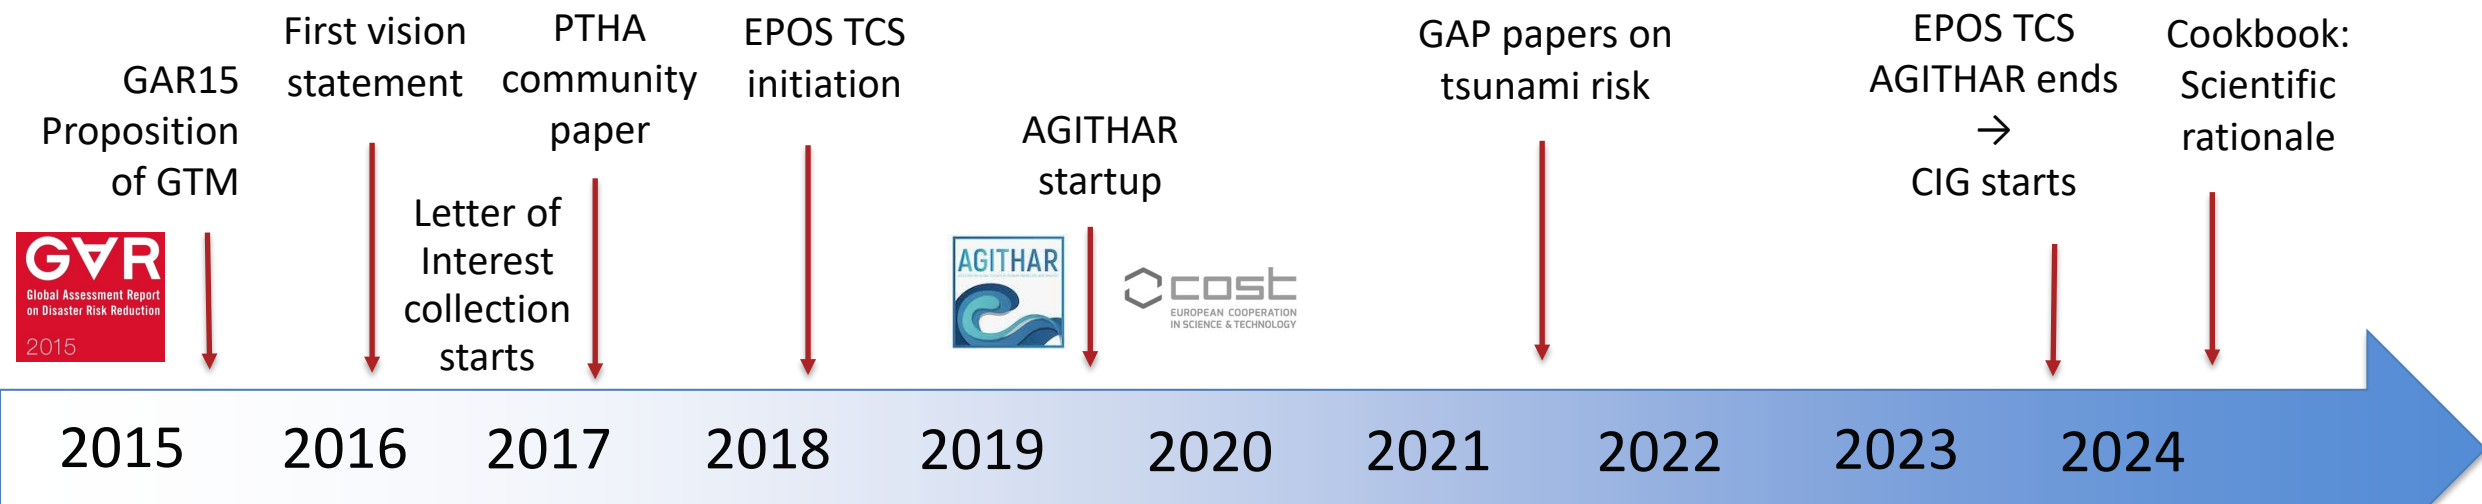 GAR15
Proposition
of GTM
GAR
Global Assessment Report
on Disaster Risk Reduction
2015
First vision
statement
Letter of
Interest
collection
starts
PTHA
community
paper
EPOS TCS
initiation
AGITHAR
startup
AGITHAR
cost
EUROPEAN COOPERATION
IN SCIENCE & TECHNOLOGY
GAP papers on
tsunami risk
EPOS TCS
AGITHAR ends
→
CIG starts
Cookbook:
Scientific
rationale
2015 2016 2017 2018 2019 2020 2021 2022 2023 2024